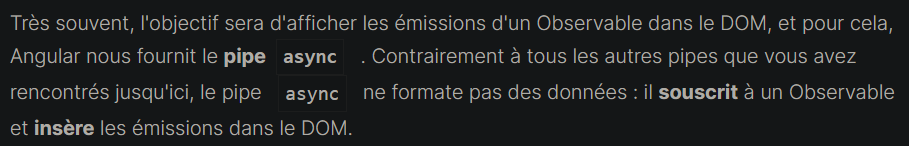 Très souvent, l'objectif sera d'afficher les émissions d'un Observable dans le DOM, et pour cela,
Angular nous fournit le pipe async . Contrairement à tous les autres pipes que vous avez
rencontrés jusqu'ici, le pipe async ne formate pas des données : il souscrit à un Observable
et insère les émissions dans le DOM.